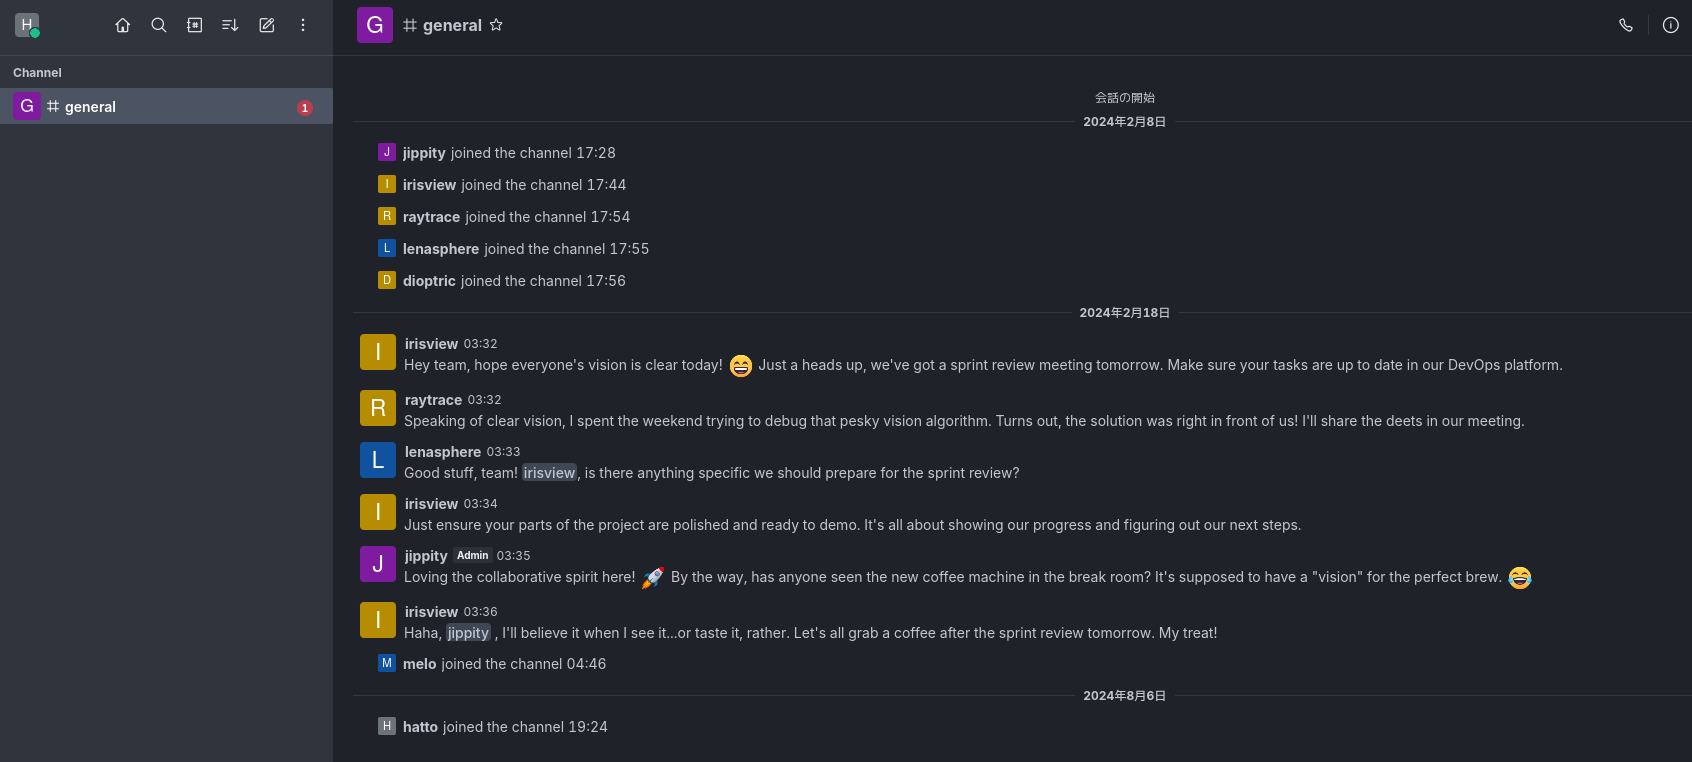 H
Channel
G general 1
G general
会話の開始
2024年2月8日
J jippity joined the channel 17:28
I irisview joined the channel 17:44
R raytrace joined the channel 17:54
L lenasphere joined the channel 17:55
D dioptric joined the channel 17:56
2024年2月18日
I irisview 03:32
Hey team, hope everyone's vision is clear today! 😄 Just a heads up, we've got a sprint review meeting tomorrow. Make sure your tasks are up to date in our DevOps platform.
R raytrace 03:32
Speaking of clear vision, I spent the weekend trying to debug that pesky vision algorithm. Turns out, the solution was right in front of us! I'll share the deets in our meeting.
L lenasphere 03:33
Good stuff, team! irisview, is there anything specific we should prepare for the sprint review?
I irisview 03:34
Just ensure your parts of the project are polished and ready to demo. It's all about showing our progress and figuring out our next steps.
J jippity Admin 03:35
Loving the collaborative spirit here! 🚀 By the way, has anyone seen the new coffee machine in the break room? It's supposed to have a "vision" for the perfect brew. 😂
I irisview 03:36
Haha, jippity , I'll believe it when I see it...or taste it, rather. Let's all grab a coffee after the sprint review tomorrow. My treat!
M melo joined the channel 04:46
2024年8月6日
H hatto joined the channel 19:24